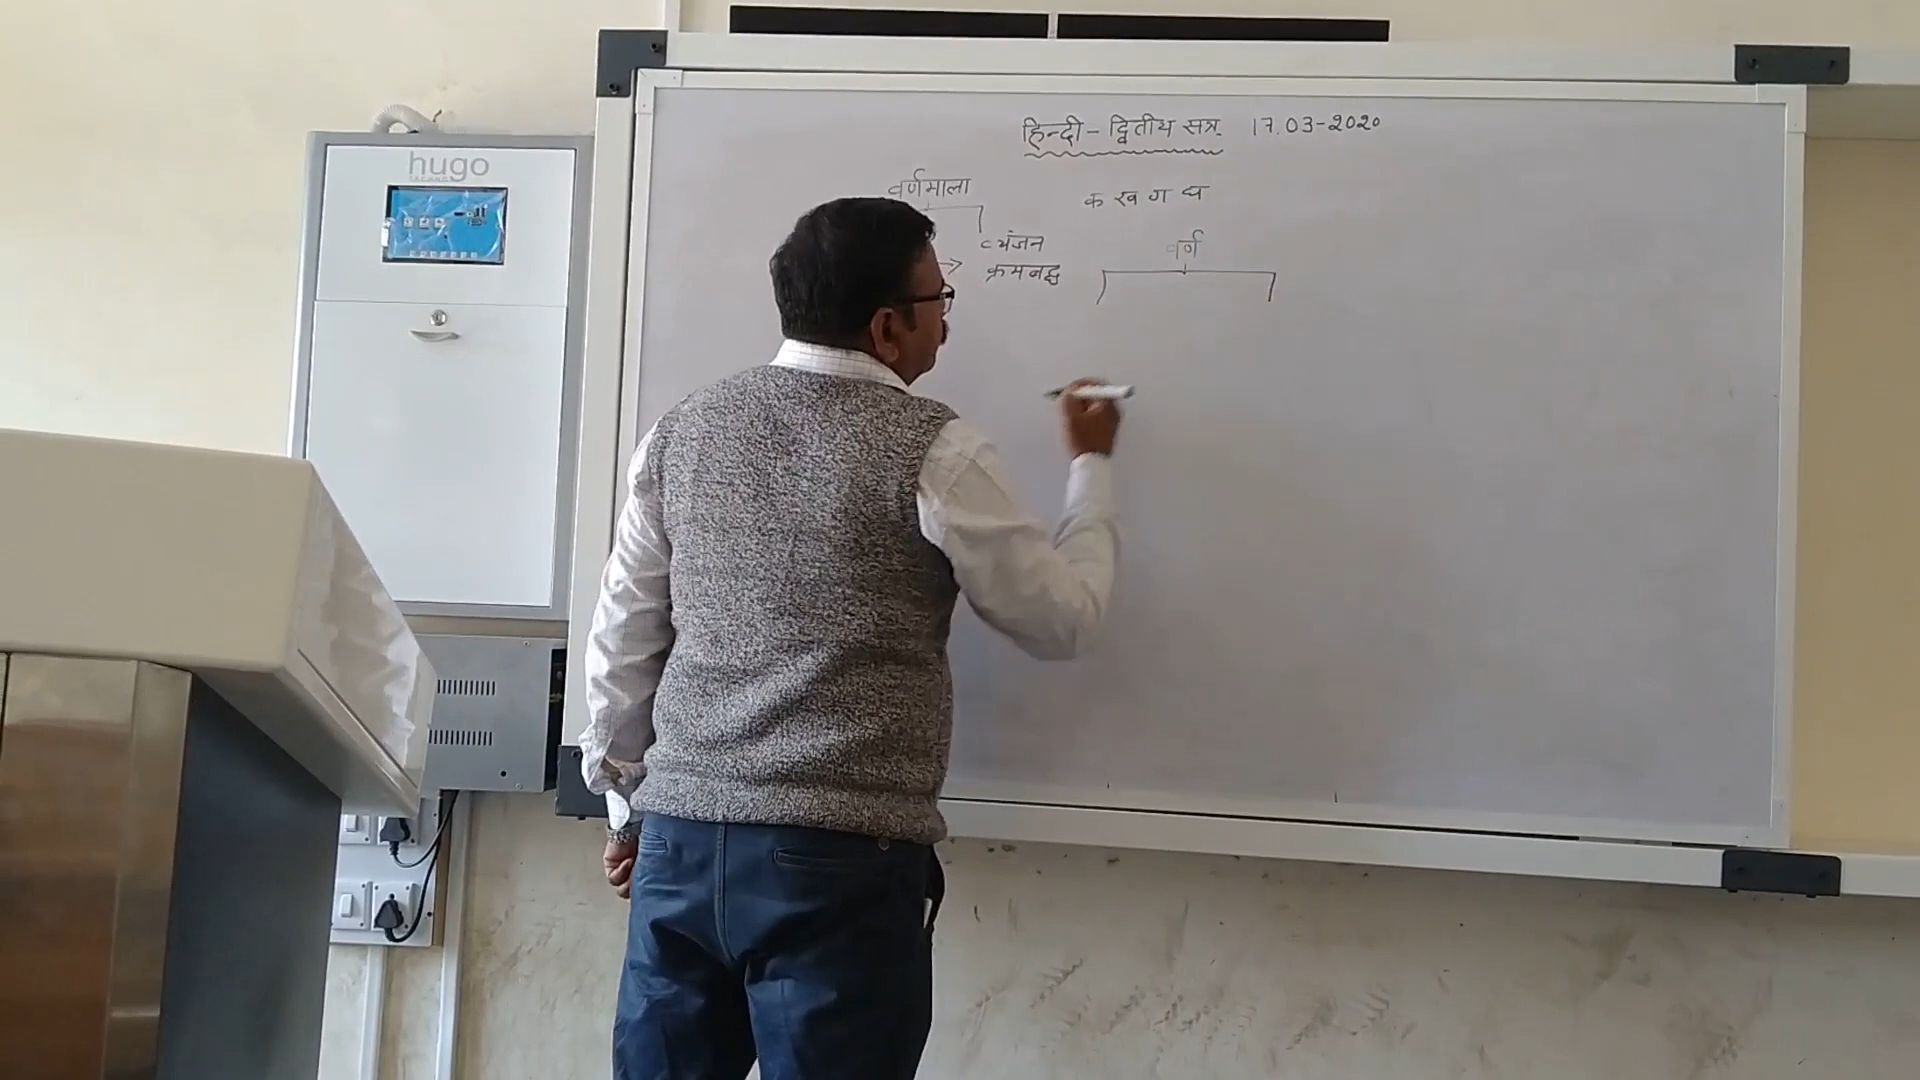 hugo
हिन्दी - द्वितीय सत्र 17.03-2020
वर्णमाला
व्यंजन
क्रमबद्ध
क ख ग घ
वर्ण